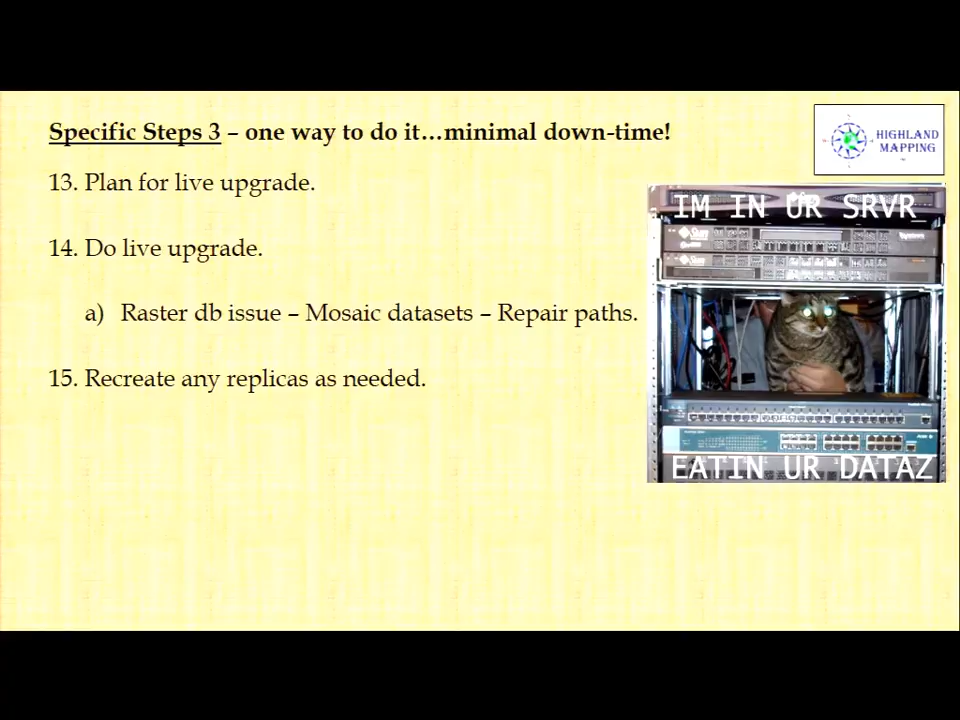 Specific Steps 3 – one way to do it…minimal down-time!
HIGHLAND
MAPPING
13. Plan for live upgrade.
IM IN UR SRVR
14. Do live upgrade.
a) Raster db issue – Mosaic datasets – Repair paths.
15. Recreate any replicas as needed.
EATIN UR DATAZ